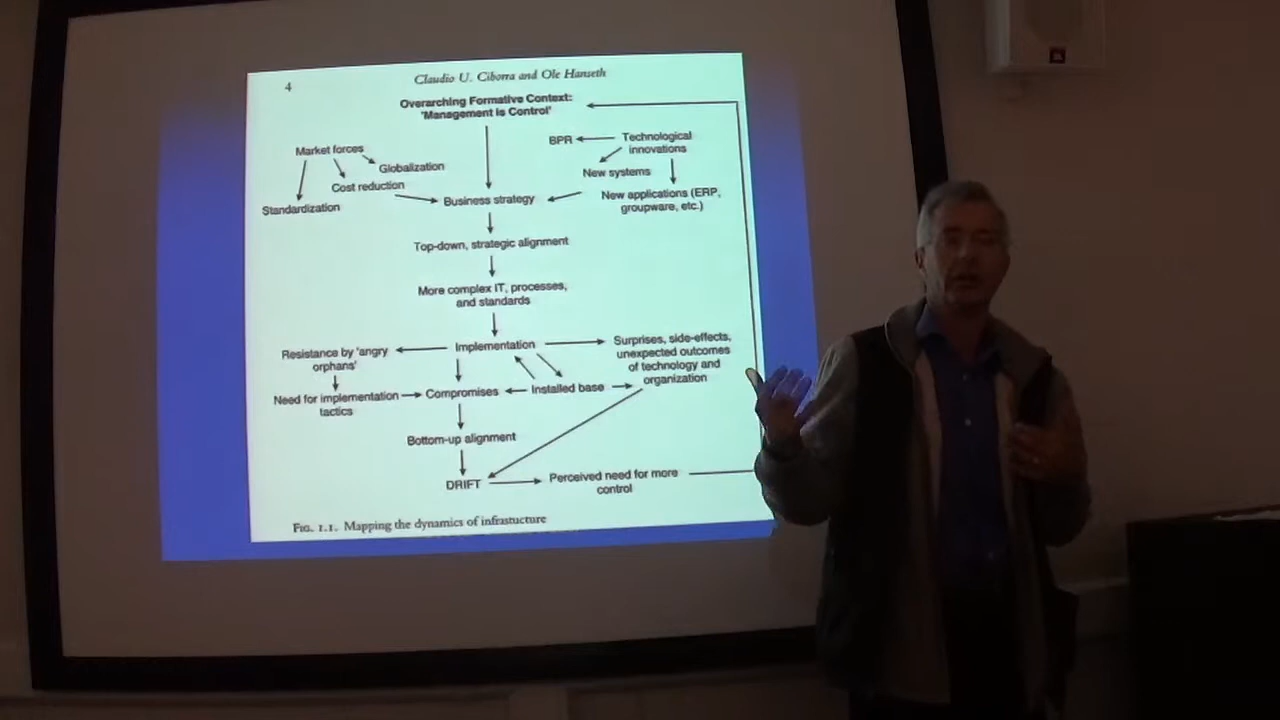 4
Claudio U. Ciborra and Ole Hanseth
Overarching Formative Context:
'Management is Control'
Market forces
Globalization
Cost reduction
Standardization
BPR
Technological
innovations
New systems
New applications (ERP,
groupware, etc.)
Business strategy
Top-down, strategic alignment
More complex IT, processes,
and standards
Resistance by 'angry
orphans'
Implementation
Surprises, side-effects,
unexpected outcomes
of technology and
organization
Need for implementation
tactics
Compromises
Installed base
Bottom-up alignment
DRIFT
Perceived need for more
control
FIG. 1.1. Mapping the dynamics of infrastucture